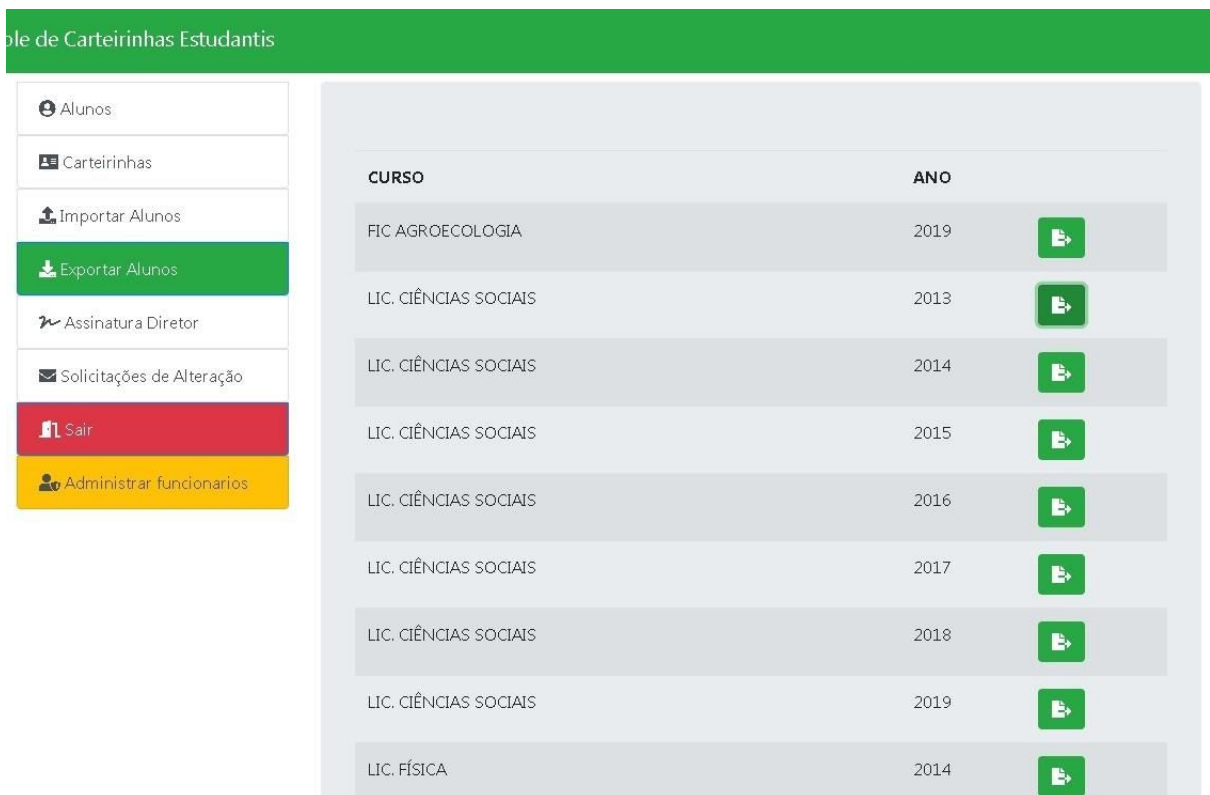 de Carteirinhas Estudantis
Alunos
Carteirinhas
Importar Alunos
Exportar Alunos
Assinatura Diretor
Solicitações de Alteração
Sair
Administrar funcionarios
CURSO ANO
FIC AGROECOLOGIA 2019
LIC. CIÊNCIAS SOCIAIS 2013
LIC. CIÊNCIAS SOCIAIS 2014
LIC. CIÊNCIAS SOCIAIS 2015
LIC. CIÊNCIAS SOCIAIS 2016
LIC. CIÊNCIAS SOCIAIS 2017
LIC. CIÊNCIAS SOCIAIS 2018
LIC. CIÊNCIAS SOCIAIS 2019
LIC. FÍSICA 2014